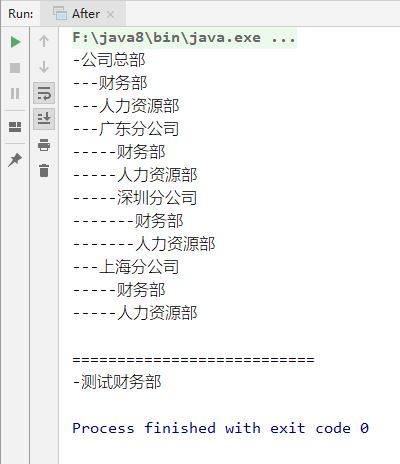 Run: After ×
F:\java8\bin\java.exe ...
-公司总部
---财务部
---人力资源部
---广东分公司
-----财务部
-----人力资源部
-----深圳分公司
-------财务部
-------人力资源部
---上海分公司
-----财务部
-----人力资源部
===========================
-测试财务部
Process finished with exit code 0